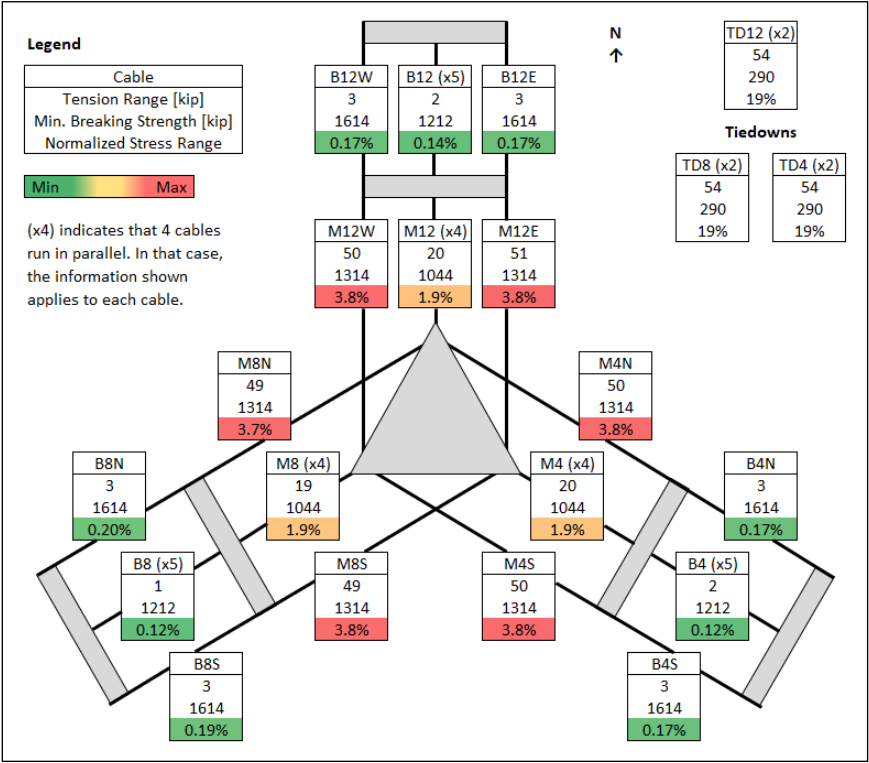 Legend
Cable
Tension Range [kip]
Min. Breaking Strength [kip]
Normalized Stress Range
Min Max
(x4) indicates that 4 cables
run in parallel. In that case,
the information shown
applies to each cable.
N
↑
B12W
3
1614
0.17%
B12 (x5)
2
1212
0.14%
B12E
3
1614
0.17%
TD12 (x2)
54
290
19%
Tiedowns
TD8 (x2)
54
290
19%
TD4 (x2)
54
290
19%
M12W
50
1314
3.8%
M12 (x4)
20
1044
1.9%
M12E
51
1314
3.8%
M8N
49
1314
3.7%
M4N
50
1314
3.8%
B8N
3
1614
0.20%
M8 (x4)
19
1044
1.9%
M4 (x4)
20
1044
1.9%
B4N
3
1614
0.17%
B8 (x5)
1
1212
0.12%
M8S
49
1314
3.8%
M4S
50
1314
3.8%
B4 (x5)
2
1212
0.12%
B8S
3
1614
0.19%
B4S
3
1614
0.17%